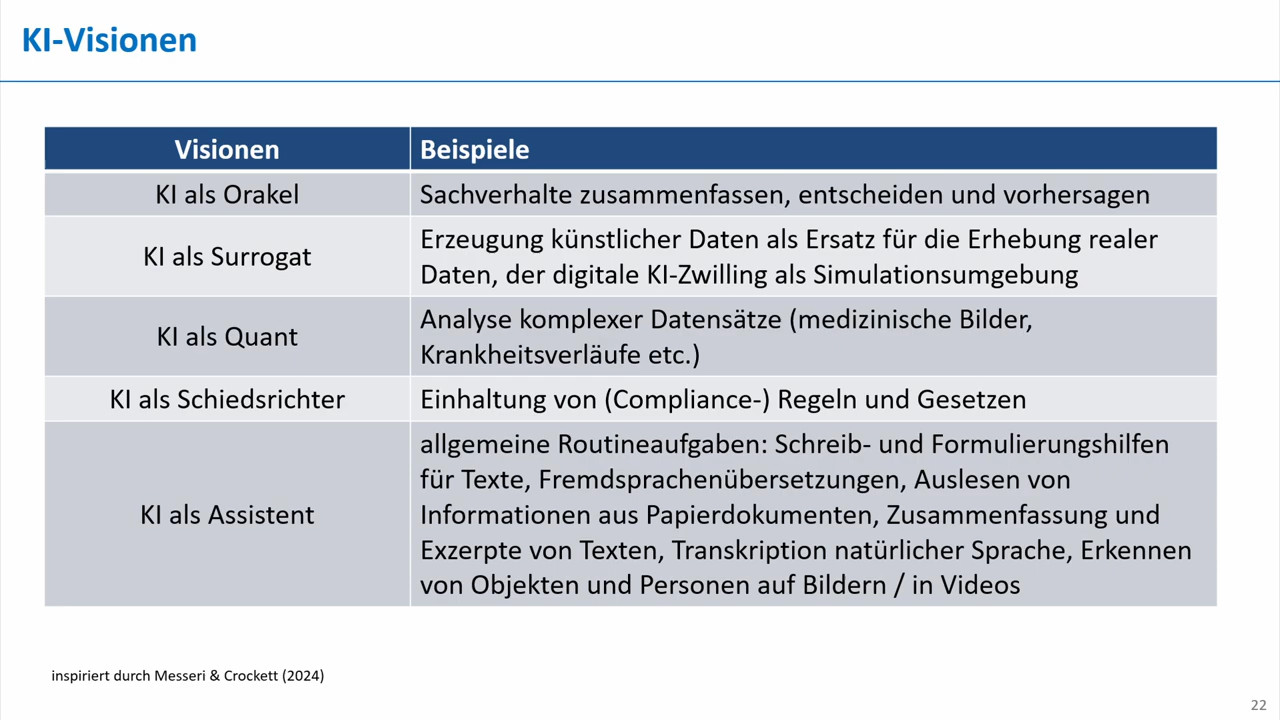 KI-Visionen
Visionen
Beispiele
KI als Orakel
Sachverhalte zusammenfassen, entscheiden und vorhersagen
KI als Surrogat
Erzeugung künstlicher Daten als Ersatz für die Erhebung realer
Daten, der digitale KI-Zwilling als Simulationsumgebung
KI als Quant
Analyse komplexer Datensätze (medizinische Bilder,
Krankheitsverläufe etc.)
KI als Schiedsrichter
Einhaltung von (Compliance-) Regeln und Gesetzen
KI als Assistent
allgemeine Routineaufgaben: Schreib- und Formulierungshilfen
für Texte, Fremdsprachenübersetzungen, Auslesen von
Informationen aus Papierdokumenten, Zusammenfassung und
Exzerpte von Texten, Transkription natürlicher Sprache, Erkennen
von Objekten und Personen auf Bildern / in Videos
inspiriert durch Messeri & Crockett (2024)
22